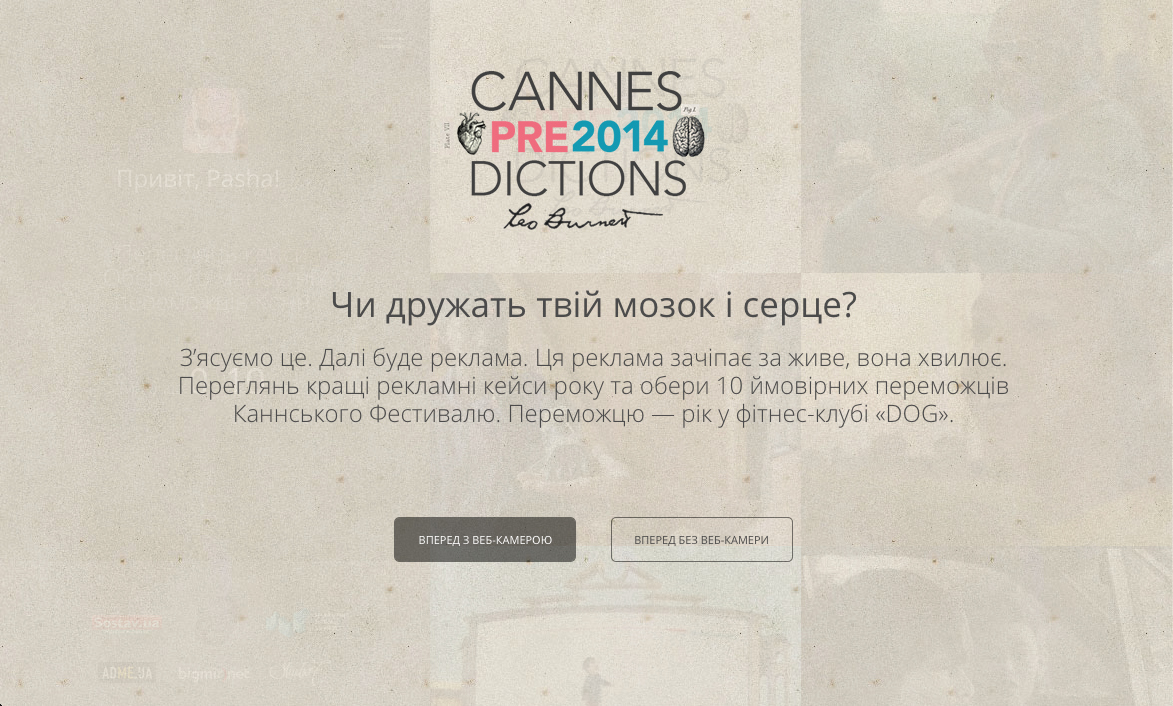 CANNES
Fig.I.
PRE2014
DICTIONS
Leo Burnett
Привіт, Pasha!
Чи дружать твій мозок і серце?
З’ясуємо це. Далі буде реклама. Ця реклама зачіпає за живе, вона хвилює.
Переглянь кращі рекламні кейси року та обери 10 ймовірних переможців
Каннського Фестивалю. Переможцю — рік у фітнес-клубі «DOG».
ВПЕРЕД З ВЕБ-КАМЕРОЮ
ВПЕРЕД БЕЗ ВЕБ-КАМЕРИ
Sostav.ua
ADME.UA
bigmir.net